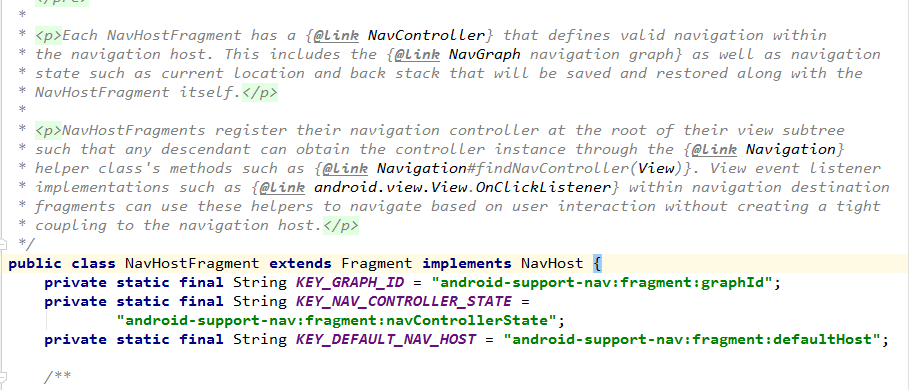 </pre>
*
* <p>Each NavHostFragment has a {@link NavController} that defines valid navigation within
* the navigation host. This includes the {@link NavGraph navigation graph} as well as navigation
* state such as current location and back stack that will be saved and restored along with the
* NavHostFragment itself.</p>
*
* <p>NavHostFragments register their navigation controller at the root of their view subtree
* such that any descendant can obtain the controller instance through the {@link Navigation}
* helper class's methods such as {@link Navigation#findNavController(View)}. View event listener
* implementations such as {@link android.view.View.OnClickListener} within navigation destination
* fragments can use these helpers to navigate based on user interaction without creating a tight
* coupling to the navigation host.</p>
*/
public class NavHostFragment extends Fragment implements NavHost {
private static final String KEY_GRAPH_ID = "android-support-nav:fragment:graphId";
private static final String KEY_NAV_CONTROLLER_STATE =
"android-support-nav:fragment:navControllerState";
private static final String KEY_DEFAULT_NAV_HOST = "android-support-nav:fragment:defaultHost";
/**